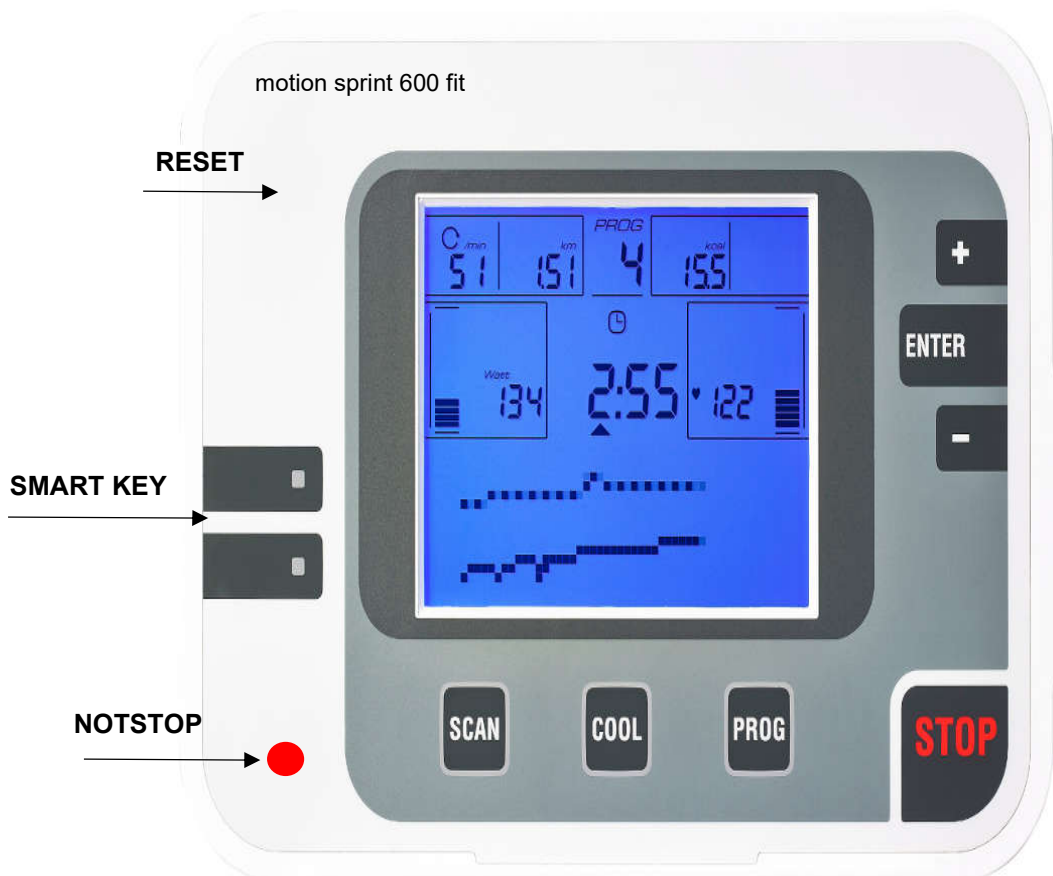 motion sprint 600 fit
RESET
/min km PROG kcal
51 1.51 4 15.5
Watt
134 2:55 122
+
ENTER
-
SMART KEY
NOTSTOP
SCAN COOL PROG STOP